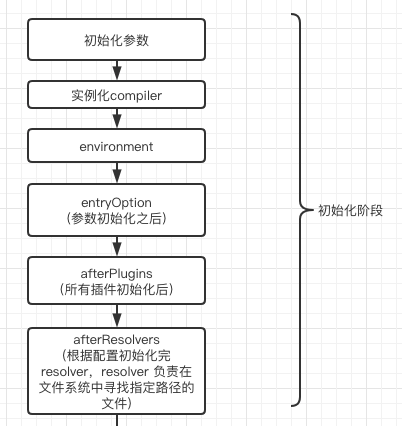 初始化参数
实例化compiler
environment
entryOption
(参数初始化之后)
初始化阶段
afterPlugins
(所有插件初始化后)
afterResolvers
(根据配置初始化完
resolver，resolver 负责在
文件系统中寻找指定路径的
文件)